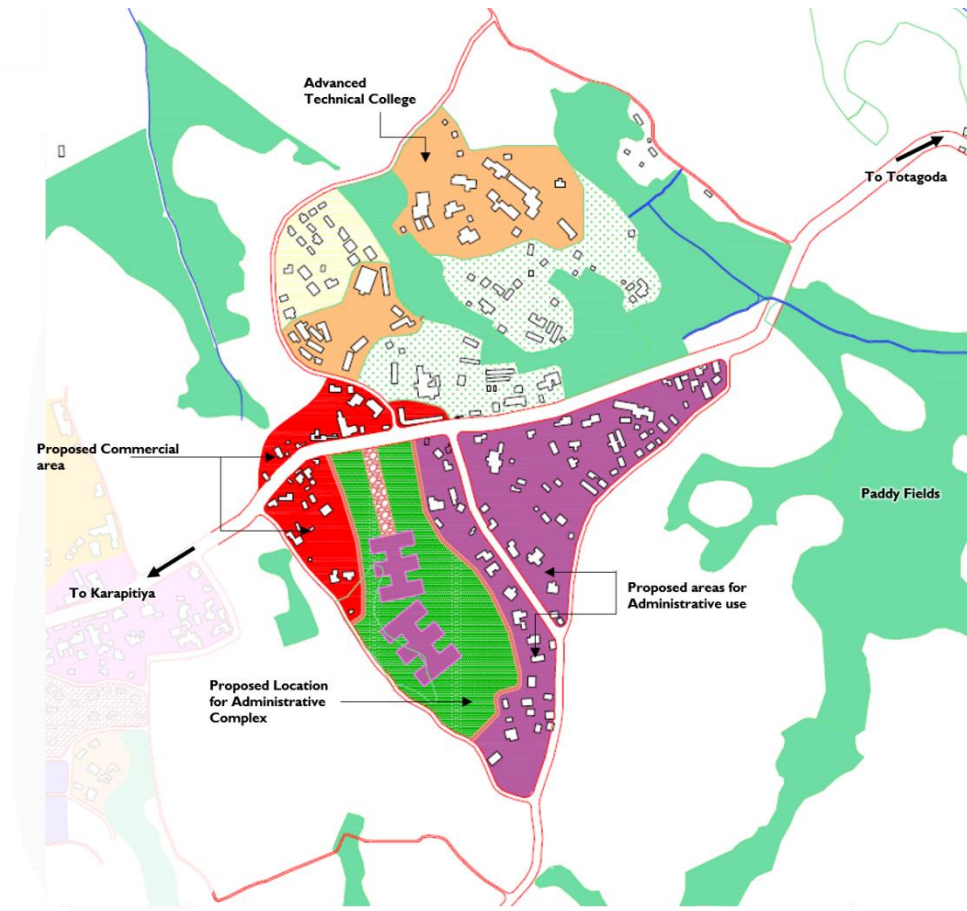 Advanced
Technical College
To Totagoda
Proposed Commercial
area
Paddy Fields
To Karapitiya
Proposed areas for
Administrative use
Proposed Location
for Administrative
Complex